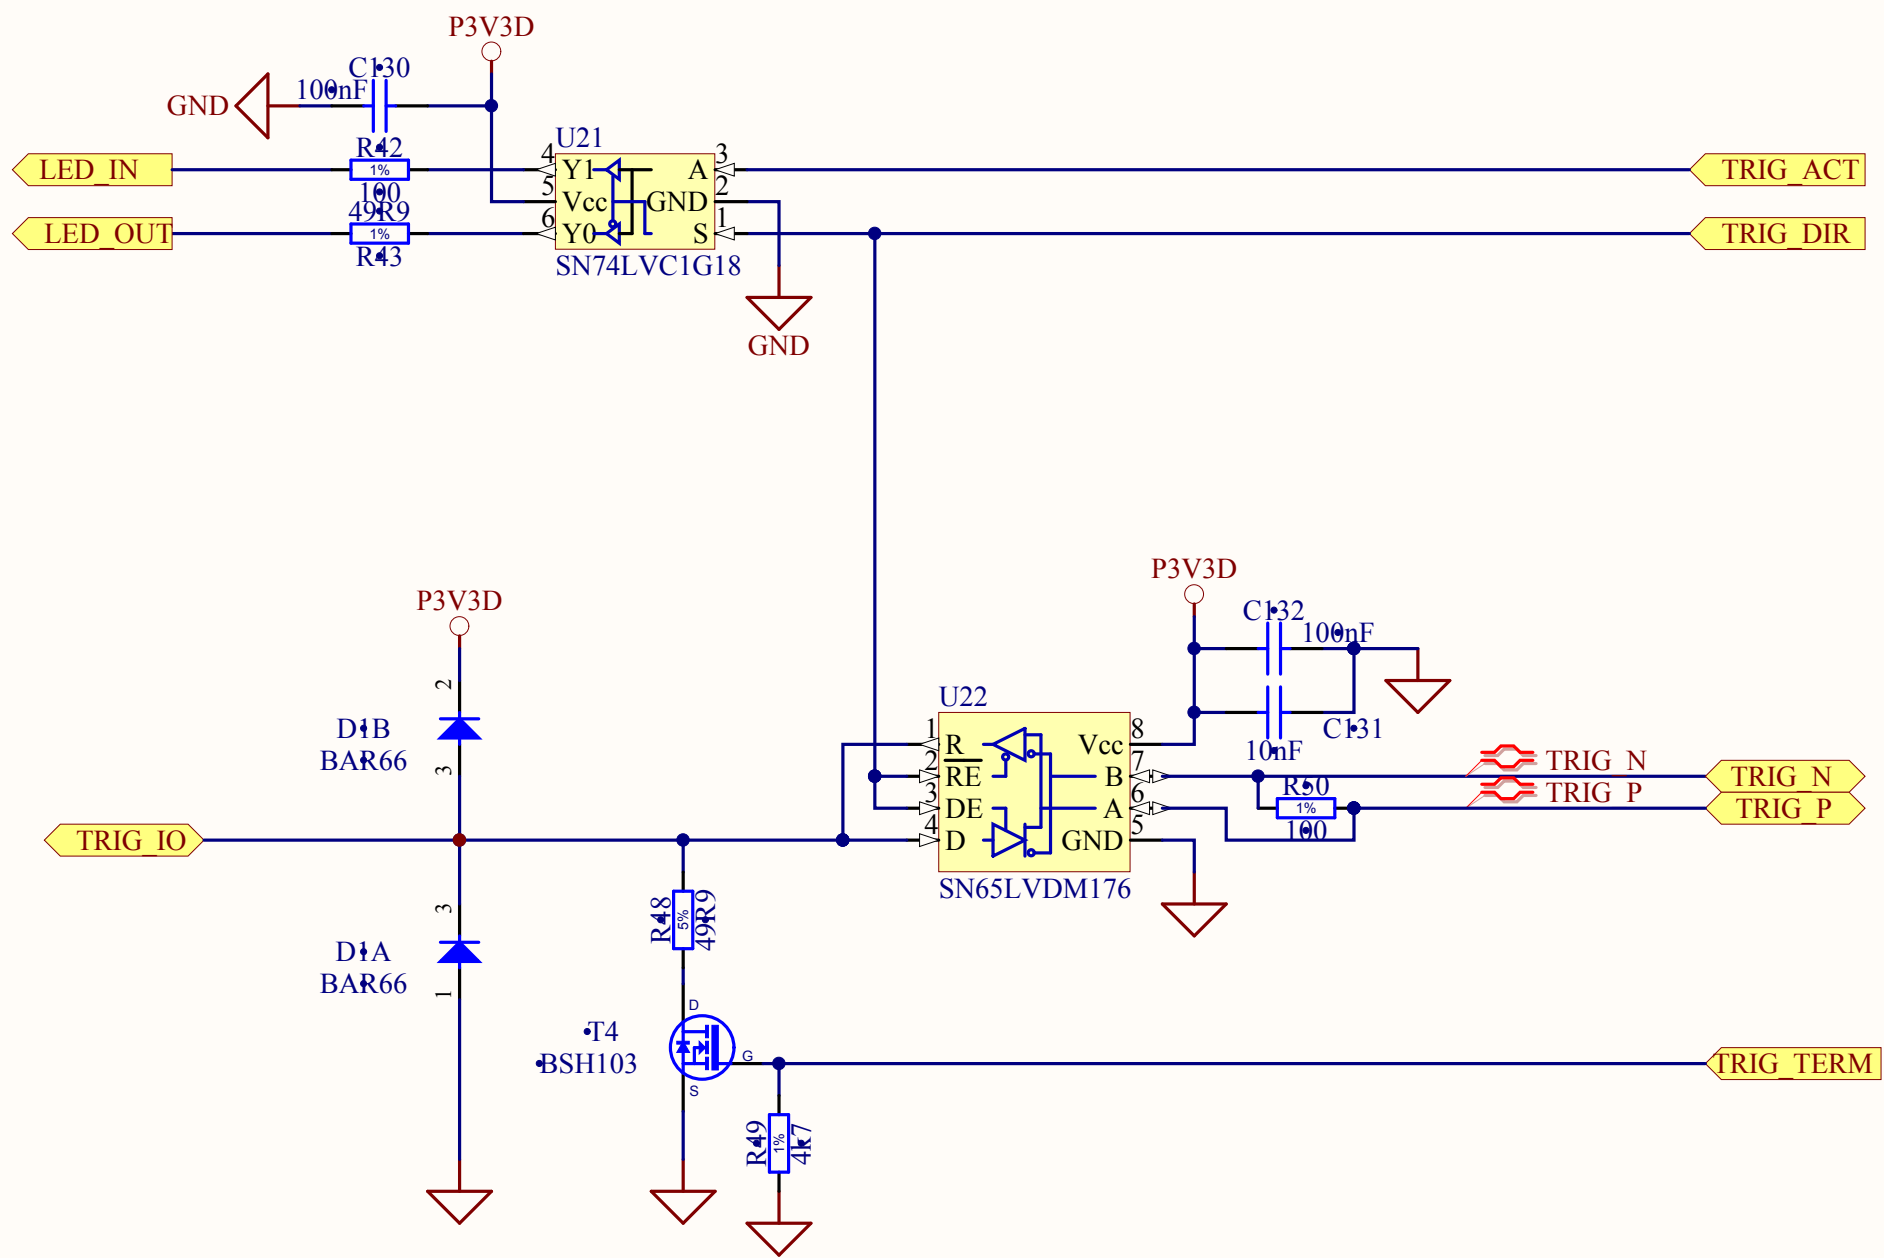 P3V3D
C130
100nF
GND
R42
U21
LED_IN
1%
4
Y1
A
3
TRIG_ACT
100
5
Vcc
GND
2
49R9
LED_OUT
1%
6
Y0
S
1
TRIG_DIR
R43
SN74LVC1G18
GND
P3V3D
P3V3D
C132
100nF
2
U22
D1B
BAR66
1
R
Vcc
8
10nF
C131
3
2
RE
B
7
TRIG_N
TRIG_N
R50
3
DE
A
6
1%
TRIG_P
TRIG_P
100
TRIG_IO
4
D
GND
5
SN65LVDM176
3
R48
5%
49R9
D1A
BAR66
1
D
T4
BSH103
G
S
TRIG_TERM
R49
1%
4k7